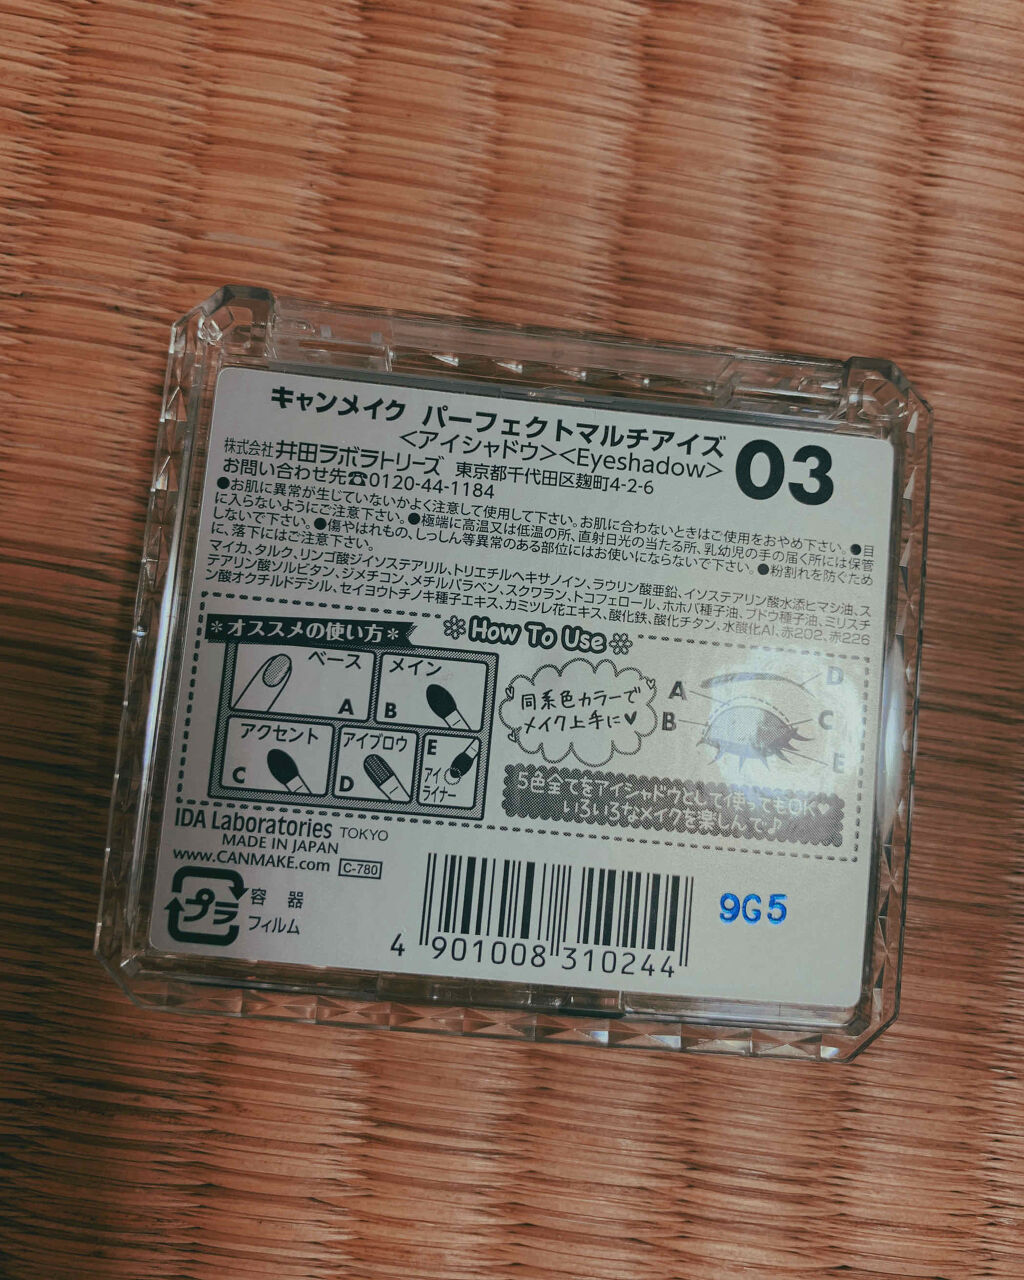 キャンメイク パーフェクトマルチアイズ
<アイシャドウ><Eyeshadow>
03
株式会社 井田ラボラトリーズ 東京都千代田区麹町4-2-6
お問い合わせ先☎0120-44-1184
●お肌に異常が生じていないかよく注意して使用して下さい。お肌に合わないときはご使用をおやめ下さい。●目
に入らないようにご注意下さい。●極端に高温又は低温の所、直射日光の当たる所、乳幼児の手の届く所には保管
しないで下さい。●傷やはれもの、しっしん等異常のある部位にはお使いにならないで下さい。●粉割れを防ぐため
に、落下にはご注意下さい。
マイカ、タルク、リンゴ酸ジイソステアリル、トリエチルヘキサノイン、ラウリン酸亜鉛、イソステアリン酸水添ヒマシ油、ス
テアリン酸ソルビタン、ジメチコン、メチルパラベン、スクワラン、トコフェロール、ホホバ種子油、ブドウ種子油、ミリスチ
ン酸オクチルドデシル、セイヨウトチノキ種子エキス、カミツレ花エキス、酸化鉄、酸化チタン、水酸化Al、赤202、赤226
*オススメの使い方*
How To Use
ベース
A
メイン
B
アクセント
C
アイブロウ
D
E
アイ
ライナー
同系色カラーで
メイク上手に♥
A
B
D
C
E
5色全てをアイシャドウとして使ってもOK♥
いろいろなメイクを楽しんで♪
IDA Laboratories TOKYO
MADE IN JAPAN
www.CANMAKE.com C-780
プラ
容器
フィルム
4 901008 310244
9G5